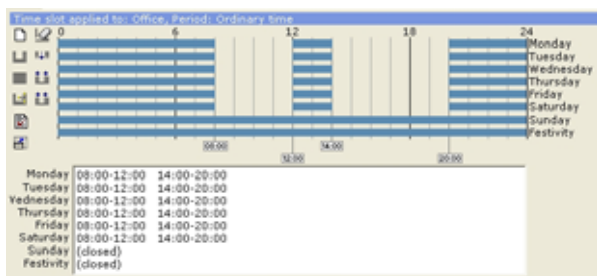 Time slot applied to: Office, Period: Ordinary time
0 6 12 18 24
Monday
Tuesday
Wednesday
Thursday
Friday
Saturday
Sunday
Festivity
08:00 14:00
12:00 20:00
Monday 08:00-12:00 14:00-20:00
Tuesday 08:00-12:00 14:00-20:00
Wednesday 08:00-12:00 14:00-20:00
Thursday 08:00-12:00 14:00-20:00
Friday 08:00-12:00 14:00-20:00
Saturday 08:00-12:00 14:00-20:00
Sunday (closed)
Festivity (closed)